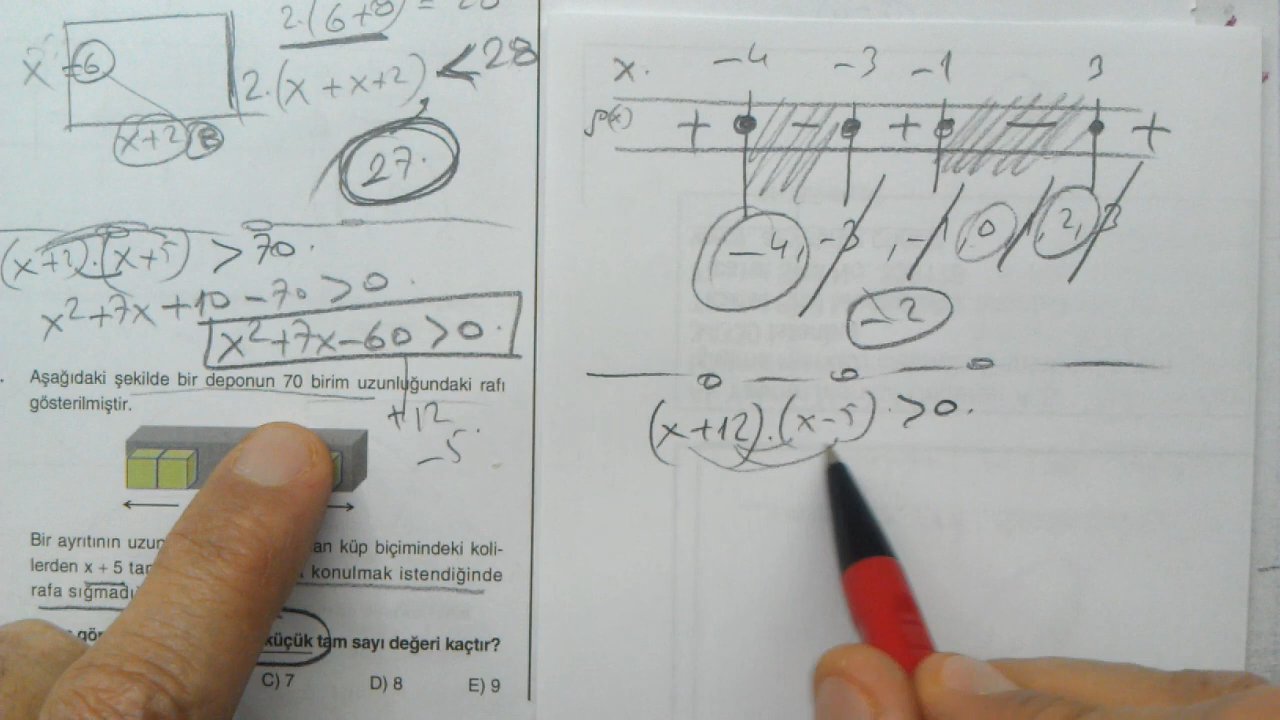 2.(6+8) = 28
x 6
2.(x + x+2) < 28
x+2 8
27.
(x+2).(x+5) > 70.
x²+7x+10-70 > 0.
x²+7x-60 > 0.
+12
-5
Aşağıdaki şekilde bir deponun 70 birim uzunluğundaki rafı
gösterilmiştir.
Bir ayrıtının uzun an küp biçimindeki koli-
lerden x + 5 tan konulmak istendiğinde
rafa sığmadı
gör küçük tam sayı değeri kaçtır?
C) 7 D) 8 E) 9
x. -4 -3 -1 3
p(x) + - + - +
-4, -3, -1, 0, 1, 2, 3
-2
(x+12).(x-5) > 0.